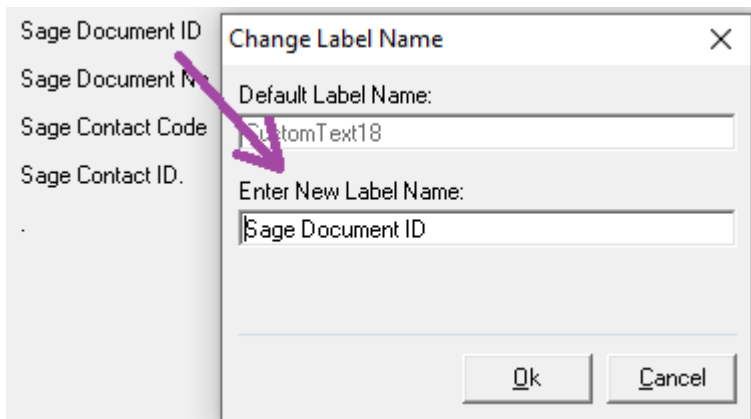 Sage Document ID
Sage Document No
Sage Contact Code
Sage Contact ID.
.
Change Label Name
Default Label Name:
CustomText18
Enter New Label Name:
Sage Document ID
Ok
Cancel